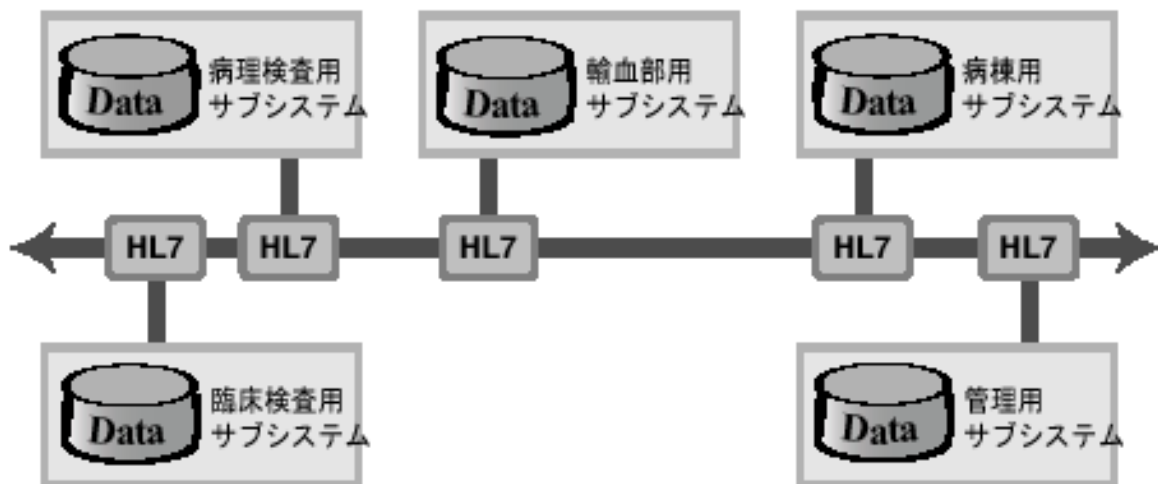 Data
病理検査用
サブシステム
Data
輸血部用
サブシステム
Data
病棟用
サブシステム
HL7
HL7
HL7
HL7
HL7
Data
臨床検査用
サブシステム
Data
管理用
サブシステム